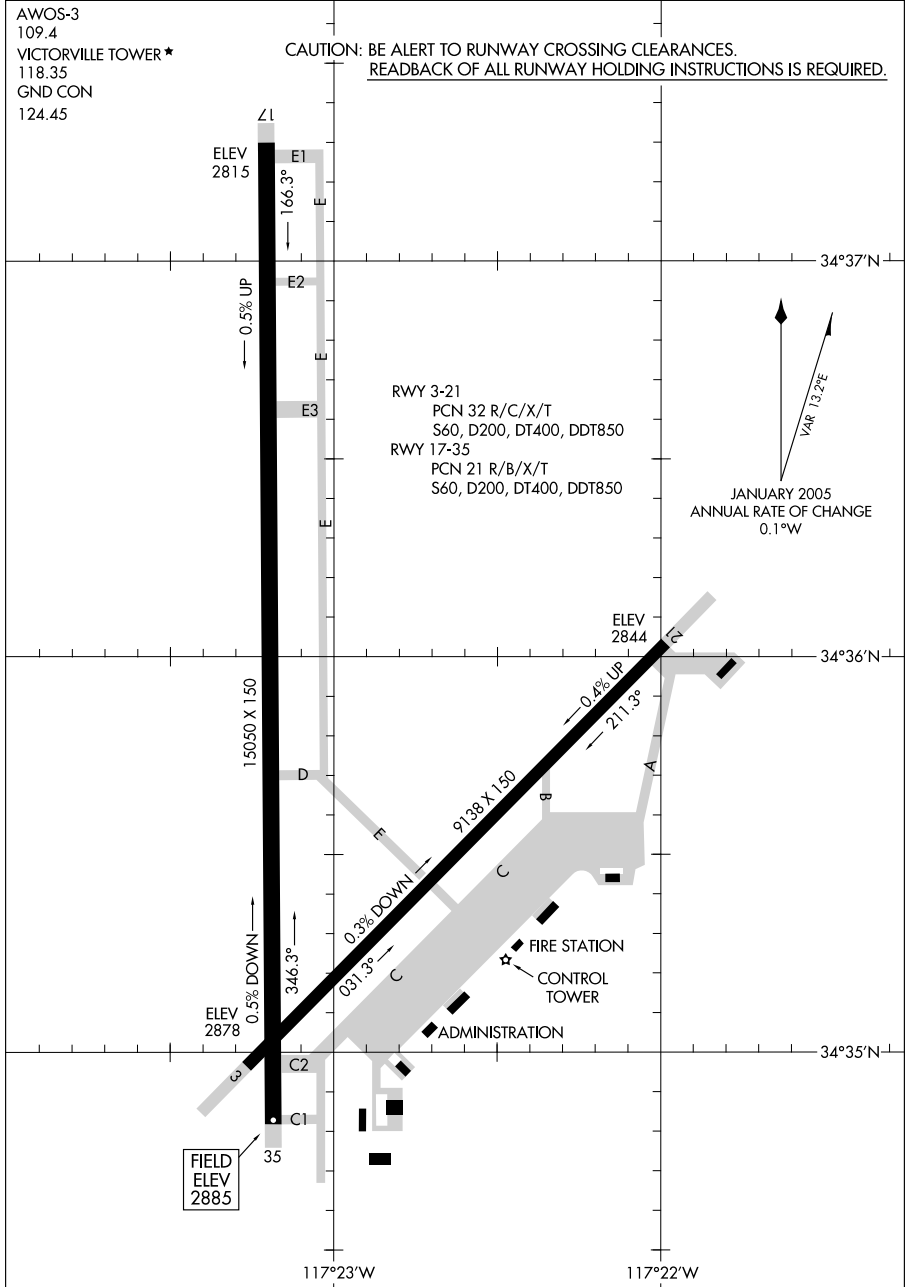 AWOS-3
109.4
VICTORVILLE TOWER ★
118.35
GND CON
124.45
CAUTION: BE ALERT TO RUNWAY CROSSING CLEARANCES.
READBACK OF ALL RUNWAY HOLDING INSTRUCTIONS IS REQUIRED.
17
ELEV
2815
E1
166.3°
E
34°37'N
E2
0.5% UP
E
E3
RWY 3-21
PCN 32 R/C/X/T
S60, D200, DT400, DDT850
RWY 17-35
PCN 21 R/B/X/T
S60, D200, DT400, DDT850
VAR 13.2°E
JANUARY 2005
ANNUAL RATE OF CHANGE
0.1°W
E
ELEV
2844
21
34°36'N
0.4% UP
211.3°
15050 X 150
D
A
B
9138 X 150
E
C
0.3% DOWN
031.3°
C
0.5% DOWN
346.3°
FIRE STATION
CONTROL
TOWER
ELEV
2878
ADMINISTRATION
34°35'N
3
C2
C1
35
FIELD
ELEV
2885
117°23'W
117°22'W